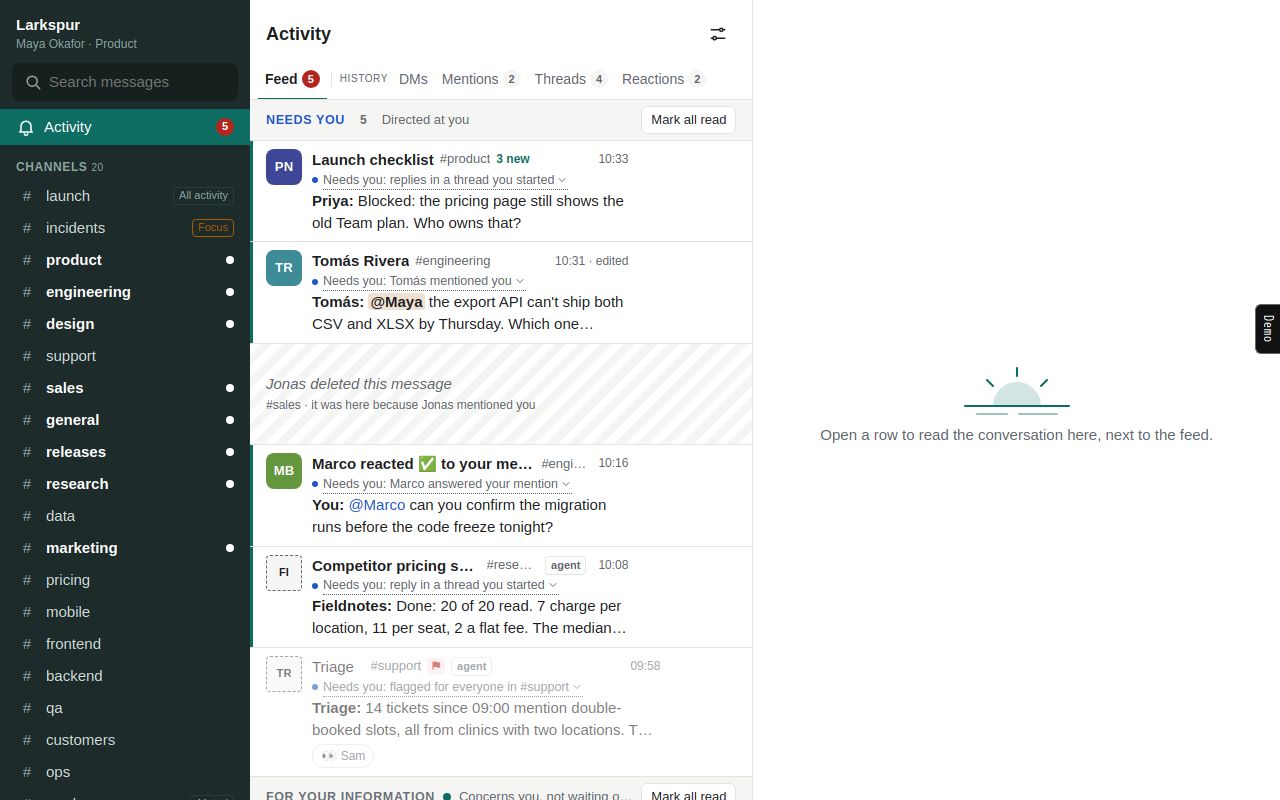 Larkspur
Maya Okafor · Product
Search messages
Activity 5
CHANNELS 20
# launch All activity
# incidents Focus
# product
# engineering
# design
# support
# sales
# general
# releases
# research
# data
# marketing
# pricing
# mobile
# frontend
# backend
# qa
# customers
# ops
Activity
Feed 5 HISTORY DMs Mentions 2 Threads 4 Reactions 2
NEEDS YOU 5 Directed at you Mark all read
PN Launch checklist #product 3 new 10:33
Needs you: replies in a thread you started
Priya: Blocked: the pricing page still shows the
old Team plan. Who owns that?
TR Tomás Rivera #engineering 10:31 · edited
Needs you: Tomás mentioned you
Tomás: @Maya the export API can't ship both
CSV and XLSX by Thursday. Which one…
Jonas deleted this message
#sales · it was here because Jonas mentioned you
MB Marco reacted ✅ to your me… #engi… 10:16
Needs you: Marco answered your mention
You: @Marco can you confirm the migration
runs before the code freeze tonight?
FI Competitor pricing s… #rese… agent 10:08
Needs you: reply in a thread you started
Fieldnotes: Done: 20 of 20 read. 7 charge per
location, 11 per seat, 2 a flat fee. The median…
TR Triage #support agent 09:58
Needs you: flagged for everyone in #support
Triage: 14 tickets since 09:00 mention double-
booked slots, all from clinics with two locations. T…
👀 Sam
FOR YOUR INFORMATION Concerns you, not waiting o… Mark all read
Open a row to read the conversation here, next to the feed.
Demo